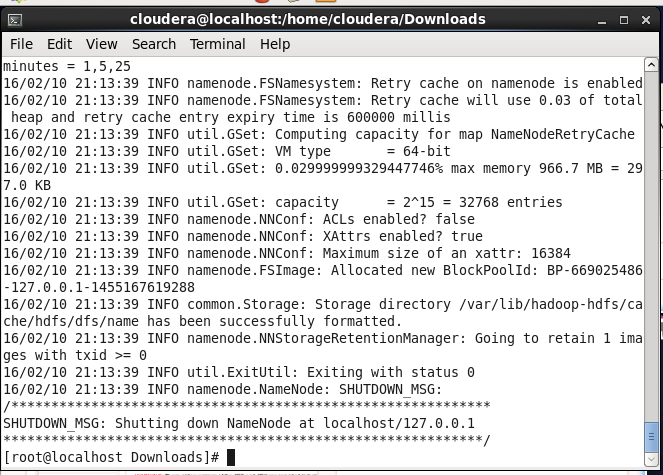 cloudera@localhost:/home/cloudera/Downloads
File Edit View Search Terminal Help
minutes = 1,5,25
16/02/10 21:13:39 INFO namenode.FSNamesystem: Retry cache on namenode is enabled
16/02/10 21:13:39 INFO namenode.FSNamesystem: Retry cache will use 0.03 of total
 heap and retry cache entry expiry time is 600000 millis
16/02/10 21:13:39 INFO util.GSet: Computing capacity for map NameNodeRetryCache
16/02/10 21:13:39 INFO util.GSet: VM type       = 64-bit
16/02/10 21:13:39 INFO util.GSet: 0.029999999329447746% max memory 966.7 MB = 29
7.0 KB
16/02/10 21:13:39 INFO util.GSet: capacity      = 2^15 = 32768 entries
16/02/10 21:13:39 INFO namenode.NNConf: ACLs enabled? false
16/02/10 21:13:39 INFO namenode.NNConf: XAttrs enabled? true
16/02/10 21:13:39 INFO namenode.NNConf: Maximum size of an xattr: 16384
16/02/10 21:13:39 INFO namenode.FSImage: Allocated new BlockPoolId: BP-669025486
-127.0.0.1-1455167619288
16/02/10 21:13:39 INFO common.Storage: Storage directory /var/lib/hadoop-hdfs/ca
che/hdfs/dfs/name has been successfully formatted.
16/02/10 21:13:39 INFO namenode.NNStorageRetentionManager: Going to retain 1 ima
ges with txid >= 0
16/02/10 21:13:39 INFO util.ExitUtil: Exiting with status 0
16/02/10 21:13:39 INFO namenode.NameNode: SHUTDOWN_MSG:
/************************************************************
SHUTDOWN_MSG: Shutting down NameNode at localhost/127.0.0.1
************************************************************/
[root@localhost Downloads]#